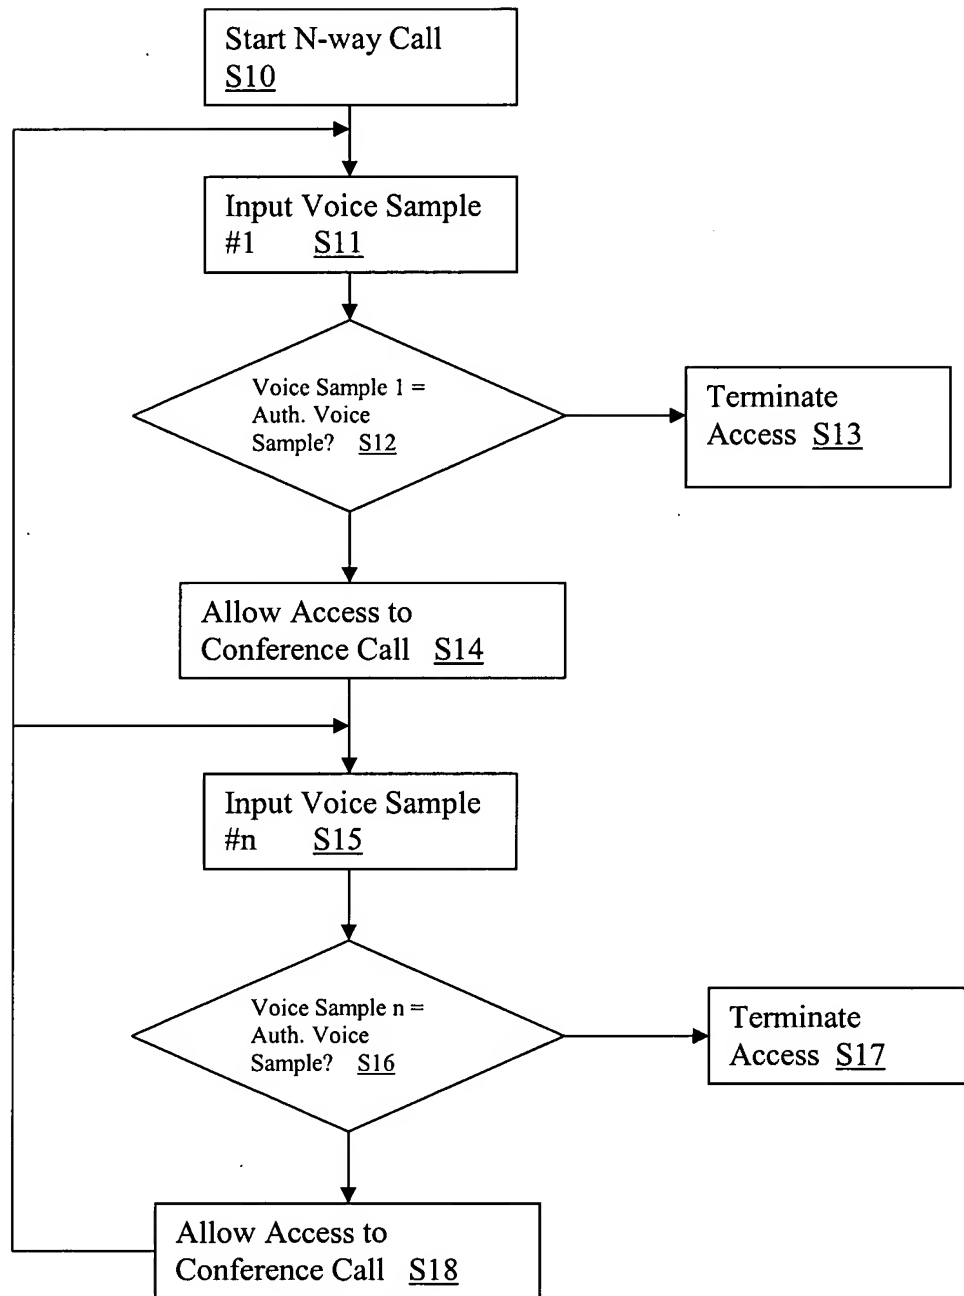 Start N-way Call
S10
Input Voice Sample
#1 S11
Voice Sample 1 =
Auth. Voice
Sample? S12
Terminate
Access S13
Allow Access to
Conference Call S14
Input Voice Sample
#n S15
Voice Sample n =
Auth. Voice
Sample? S16
Terminate
Access S17
Allow Access to
Conference Call S18